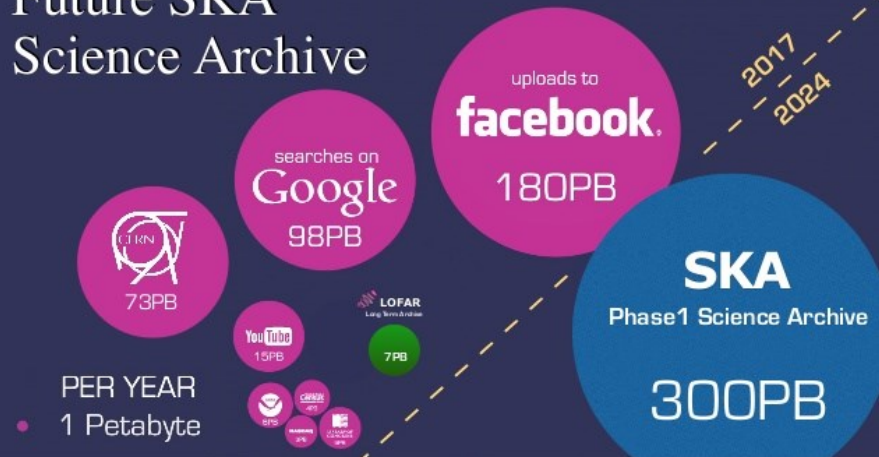 Future SKA
Science Archive
uploads to
facebook.
180PB
2017
2024
searches on
Google
98PB
CERN
73PB
SKA
Phase1 Science Archive
300PB
LOFAR
Long Term Archive
7PB
YouTube
15PB
6PB
PER YEAR
1 Petabyte